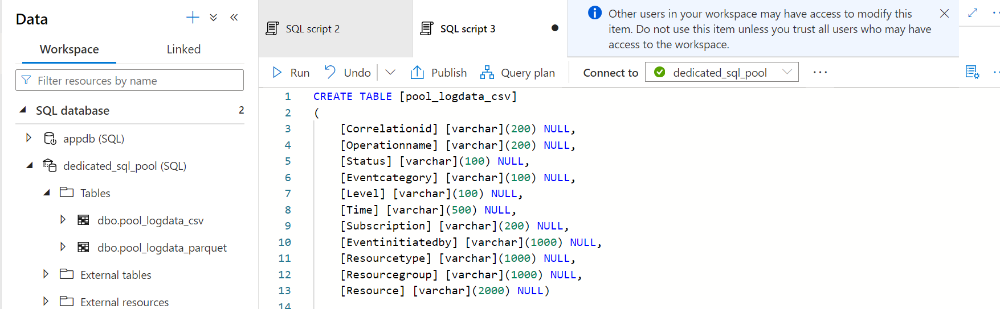 Data
Workspace
Linked
Filter resources by name
SQL database
2
appdb (SQL)
dedicated_sql_pool (SQL)
Tables
dbo.pool_logdata_csv
dbo.pool_logdata_parquet
External tables
External resources
SQL script 2
SQL script 3
Other users in your workspace may have access to modify this
item. Do not use this item unless you trust all users who may have
access to the workspace.
Run
Undo
Publish
Query plan
Connect to
dedicated_sql_pool
1 CREATE TABLE [pool_logdata_csv]
2 (
3 [Correlationid] [varchar](200) NULL,
4 [Operationname] [varchar](200) NULL,
5 [Status] [varchar](100) NULL,
6 [Eventcategory] [varchar](100) NULL,
7 [Level] [varchar](100) NULL,
8 [Time] [varchar](500) NULL,
9 [Subscription] [varchar](200) NULL,
10 [Eventinitiatedby] [varchar](1000) NULL,
11 [Resourcetype] [varchar](1000) NULL,
12 [Resourcegroup] [varchar](1000) NULL,
13 [Resource] [varchar](2000) NULL)
14